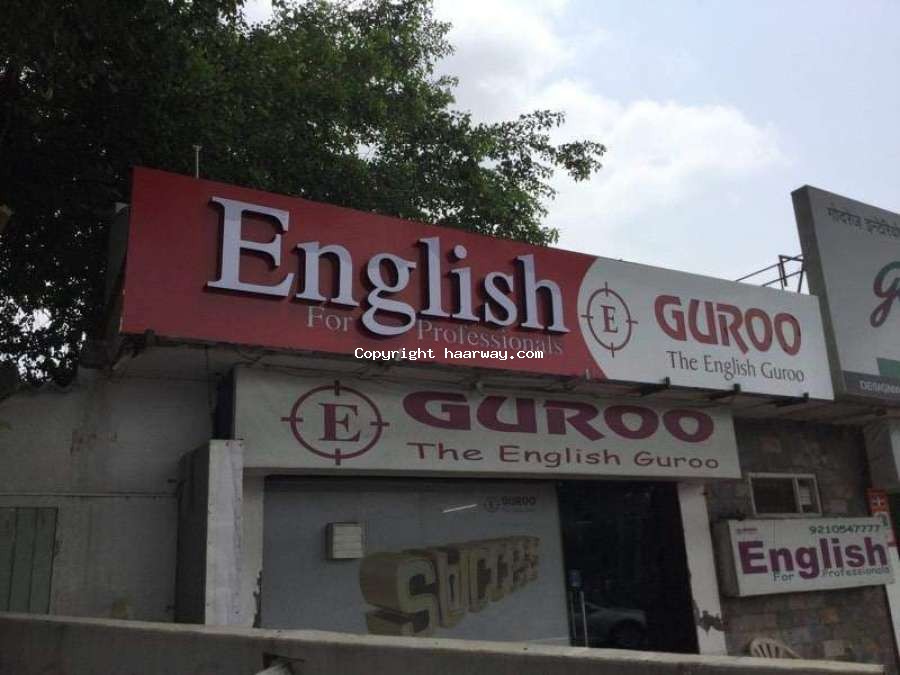 English
For Professionals
E
GUROO
The English Guroo
गोदरेज
Copyright haarway.com
E
GUROO
The English Guroo
GUROO
SUCCESS
9210547777
English
For Professionals